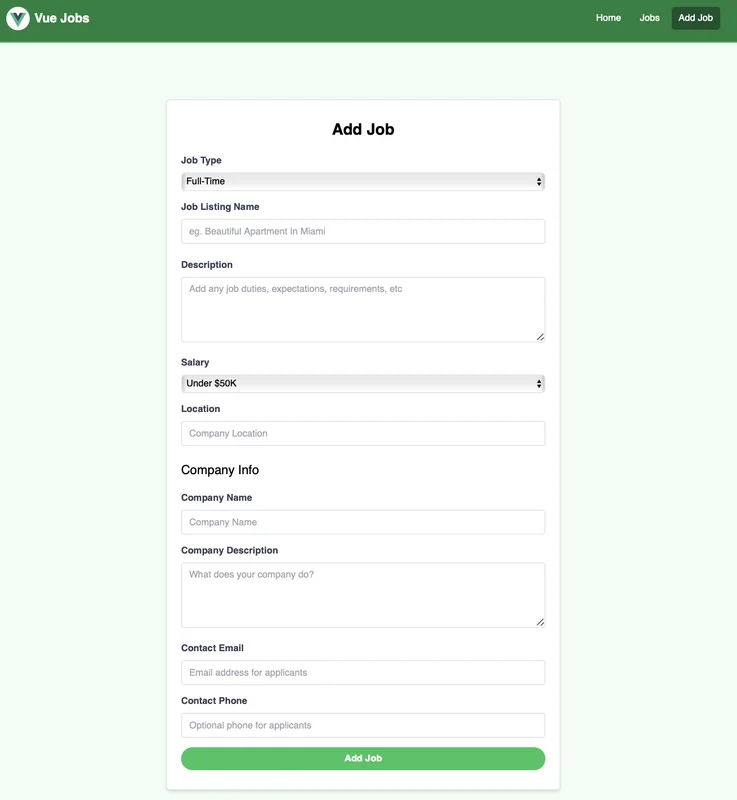 Vue Jobs
Home Jobs Add Job
Add Job
Job Type
Full-Time
Job Listing Name
eg. Beautiful Apartment In Miami
Description
Add any job duties, expectations, requirements, etc
Salary
Under $50K
Location
Company Location
Company Info
Company Name
Company Name
Company Description
What does your company do?
Contact Email
Email address for applicants
Contact Phone
Optional phone for applicants
Add Job